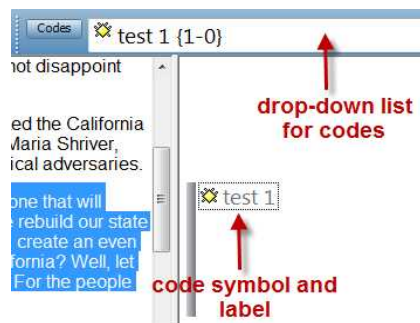 Codes
test 1 {1-0}
not disappoint
ed the California
Maria Shriver,
ical adversaries.
one that will
rebuild our state
create an even
fornia? Well, let
For the people
drop-down list
for codes
test 1
code symbol and
label